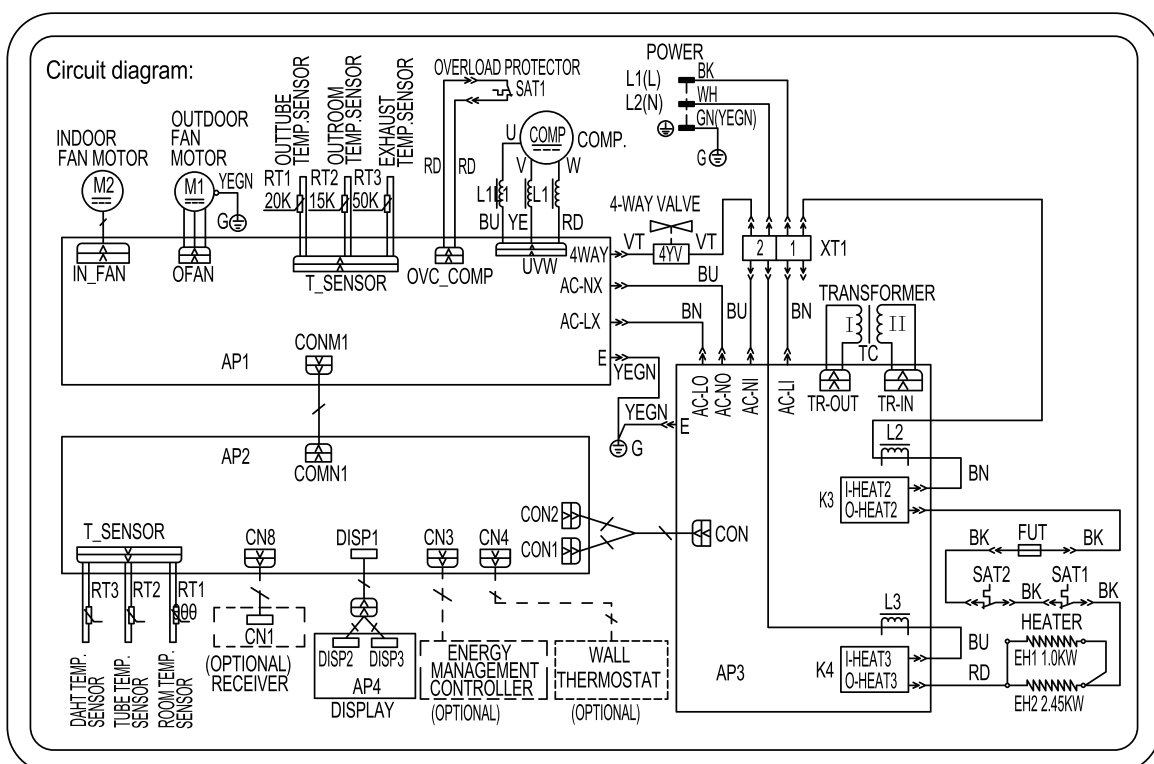 Circuit diagram:
POWER
L1(L)
BK
L2(N)
WH
GN(YEGN)
G
OVERLOAD PROTECTOR
SAT1
RD
RD
U
COMP
COMP.
V
W
L1
L1
L1
BU
YE
RD
INDOOR
FAN MOTOR
M2
OUTDOOR
FAN
MOTOR
M1
YEGN
G
OUTTUBE
TEMP.SENSOR
OUTROOM
TEMP.SENSOR
EXHAUST
TEMP.SENSOR
RT1
20K
RT2
15K
RT3
50K
4-WAY VALVE
VT
4YV
VT
2
1
XT1
IN_FAN
OFAN
T_SENSOR
OVC_COMP
UVW
4WAY
AC-NX
BU
AC-LX
BN
BU
BN
E
YEGN
AP1
CONM1
TRANSFORMER
I
II
TC
TR-OUT
TR-IN
AC-LO
AC-NO
AC-NI
AC-LI
YEGN
E
G
AP2
COMN1
L2
BN
K3
I-HEAT2
O-HEAT2
CON2
CON1
CON
BK
FUT
BK
SAT2
BK
SAT1
BK
T_SENSOR
CN8
DISP1
CN3
CN4
RT3
RT2
RT1
DAHT TEMP.
SENSOR
TUBE TEMP.
SENSOR
ROOM TEMP.
SENSOR
CN1
(OPTIONAL)
RECEIVER
DISP2
DISP3
AP4
DISPLAY
ENERGY
MANAGEMENT
CONTROLLER
(OPTIONAL)
WALL
THERMOSTAT
(OPTIONAL)
AP3
L3
BU
K4
I-HEAT3
O-HEAT3
RD
HEATER
EH1 1.0KW
EH2 2.45KW